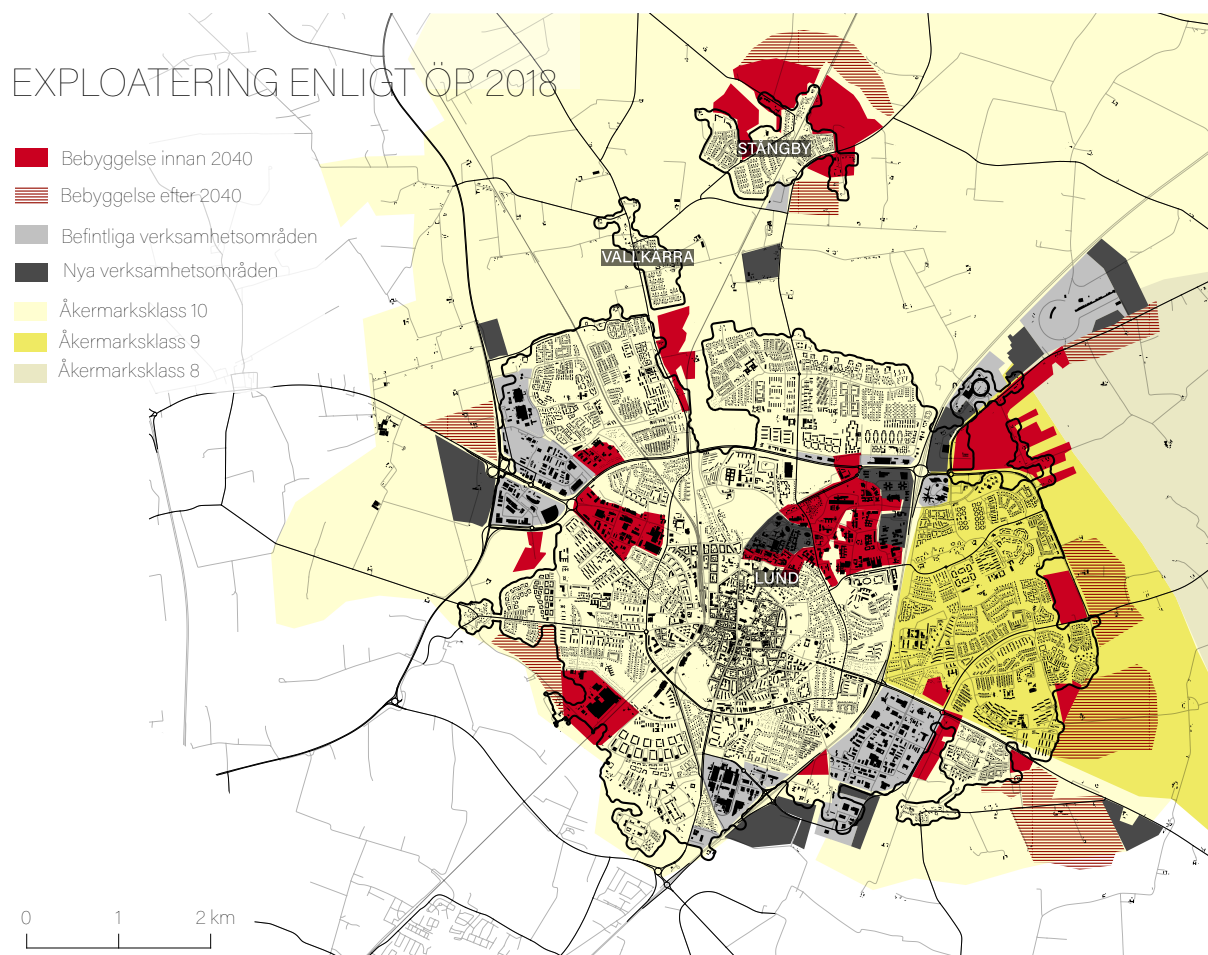 EXPLOATERING ENLIGT ÖP 2018
Bebyggelse innan 2040
Bebyggelse efter 2040
Befintliga verksamhetsområden
Nya verksamhetsområden
Åkermarksklass 10
Åkermarksklass 9
Åkermarksklass 8
STÅNGBY
VALLKÄRRA
LUND
0 1 2 km